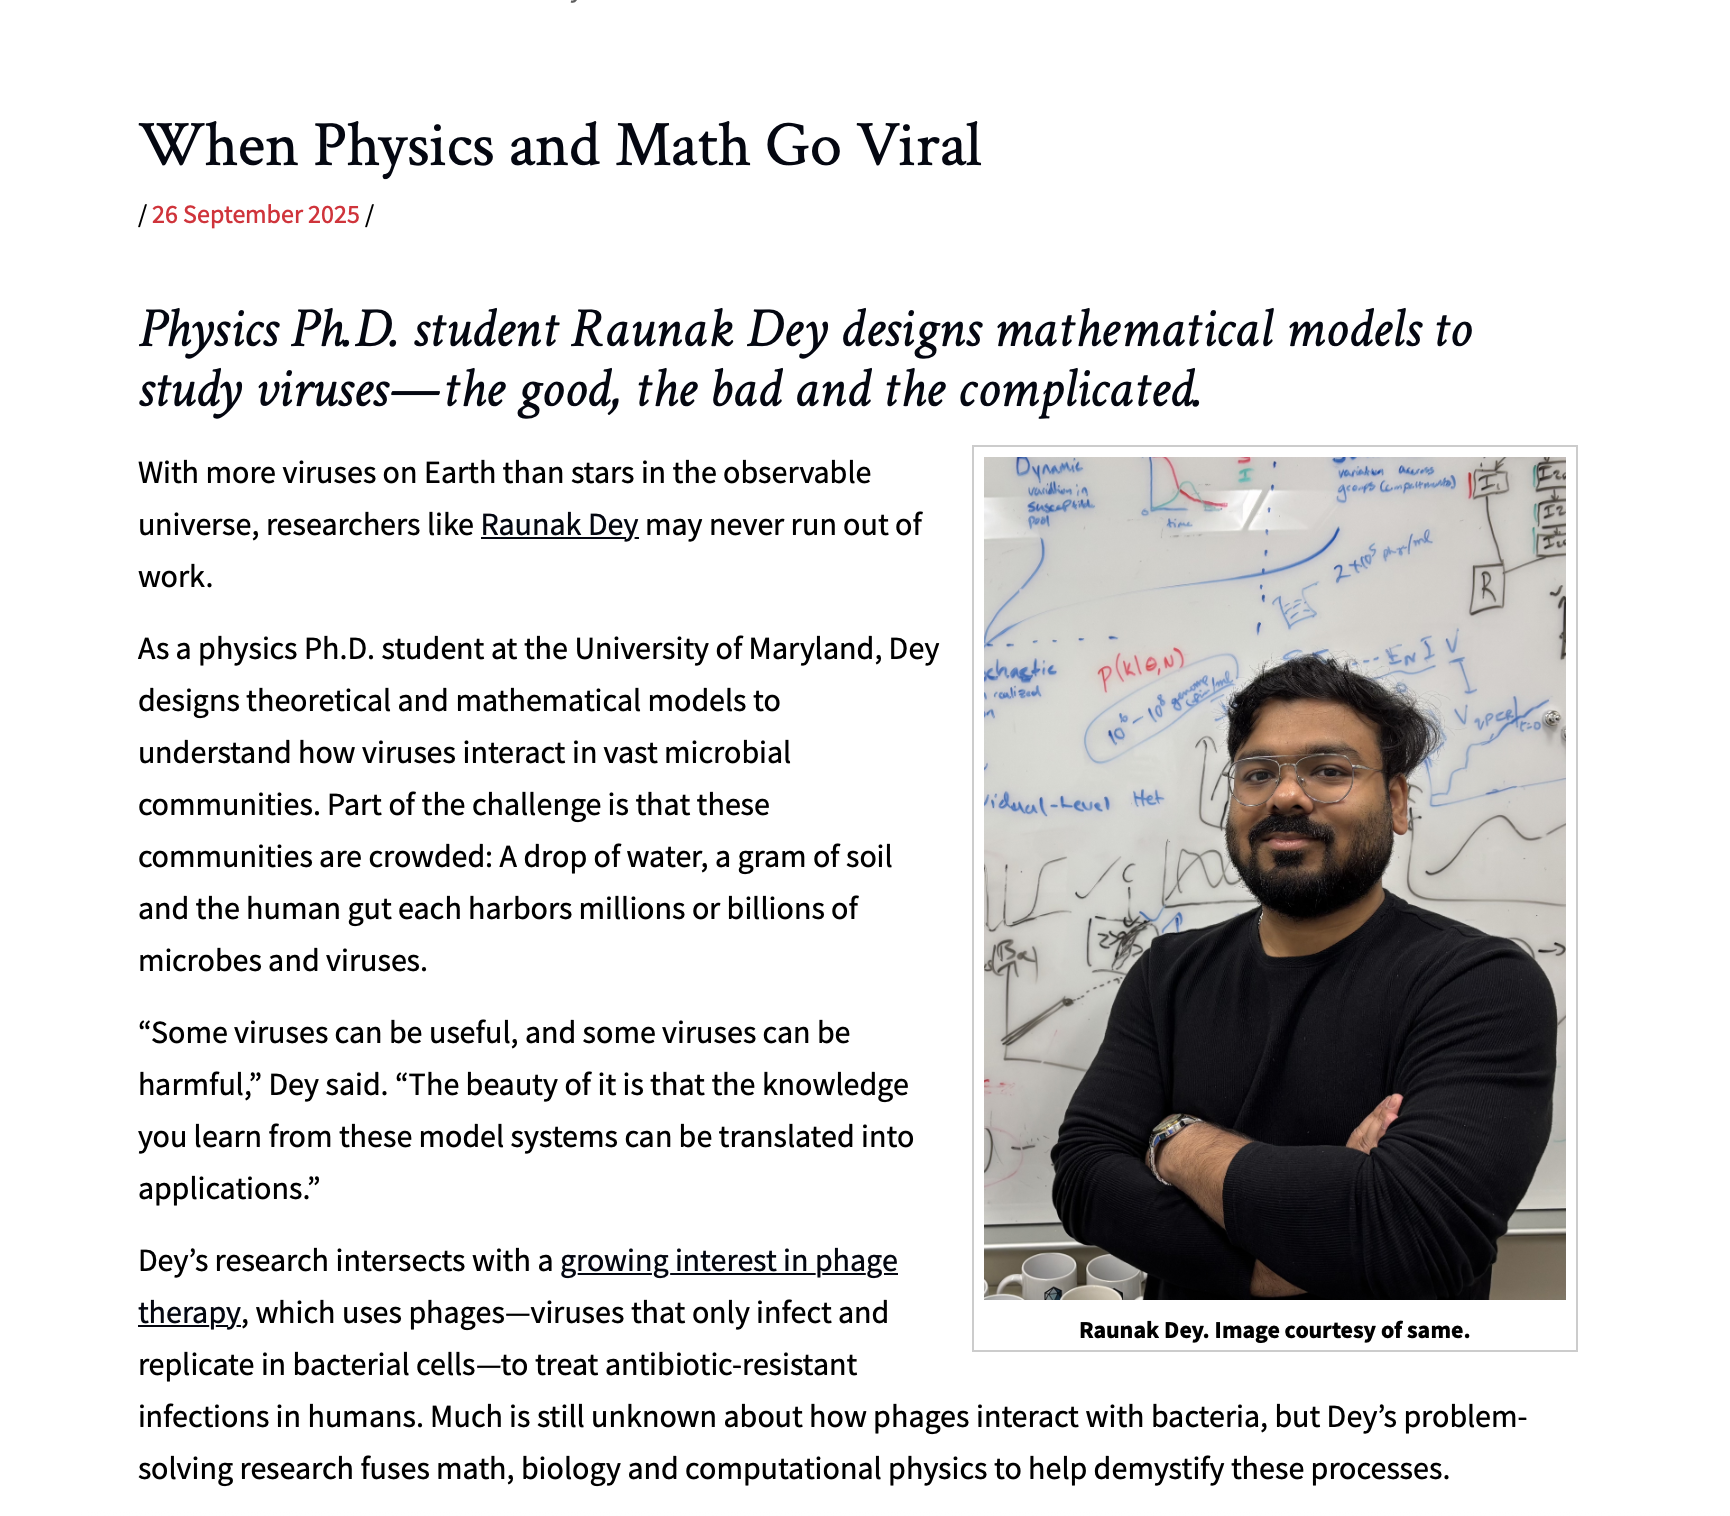 When Physics and Math Go Viral
/ 26 September 2025 /
Physics Ph.D. student Raunak Dey designs mathematical models to
study viruses—the good, the bad and the complicated.
With more viruses on Earth than stars in the observable
universe, researchers like Raunak Dey may never run out of
work.
As a physics Ph.D. student at the University of Maryland, Dey
designs theoretical and mathematical models to
understand how viruses interact in vast microbial
communities. Part of the challenge is that these
communities are crowded: A drop of water, a gram of soil
and the human gut each harbors millions or billions of
microbes and viruses.
“Some viruses can be useful, and some viruses can be
harmful,” Dey said. “The beauty of it is that the knowledge
you learn from these model systems can be translated into
applications.”
Dey’s research intersects with a growing interest in phage
therapy, which uses phages—viruses that only infect and
replicate in bacterial cells—to treat antibiotic-resistant
infections in humans. Much is still unknown about how phages interact with bacteria, but Dey’s problem-
solving research fuses math, biology and computational physics to help demystify these processes.
Dynamic
variation in
susceptible
pool
time
I
variation across
groups (compartments)
I₁
R
2×10⁵ pfu/ml
chastic
realized
P(k|θ,N)
10⁶–10⁸ genome
vidual-Level Het
Raunak Dey. Image courtesy of same.